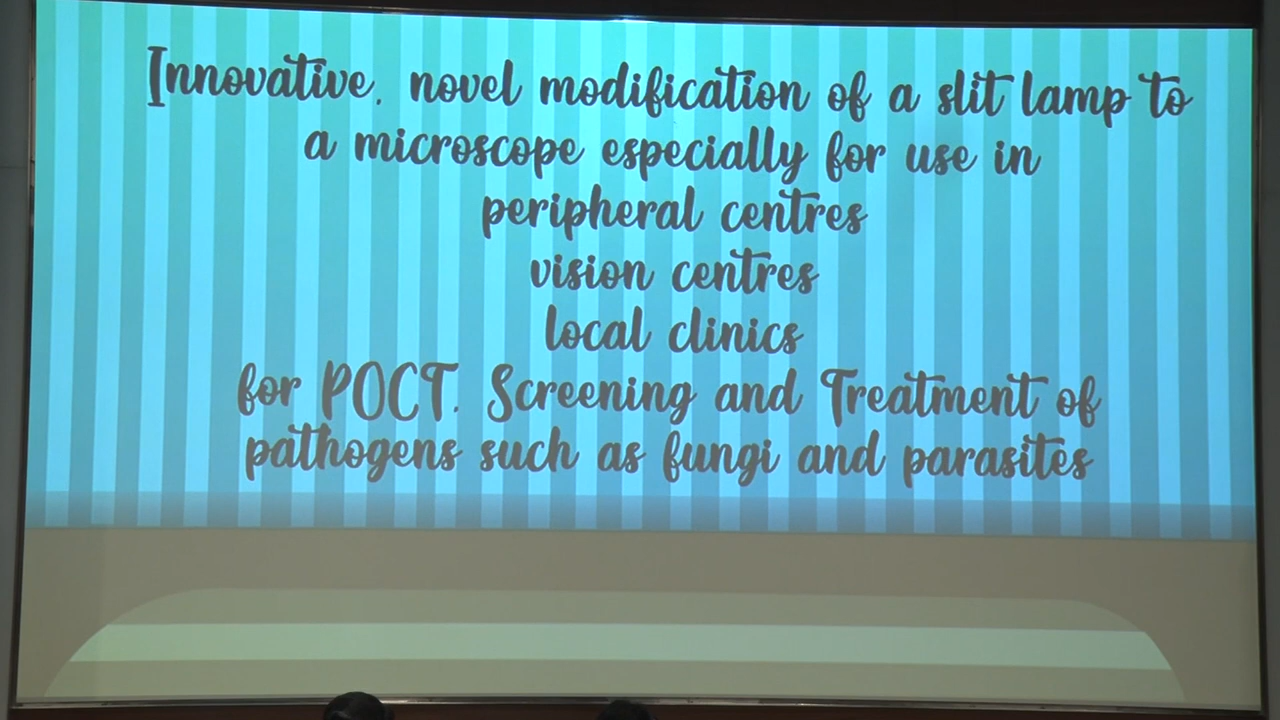 Innovative, novel modification of a slit lamp to
a microscope especially for use in
peripheral centres
vision centres
local clinics
for POCT, Screening and Treatment of
pathogens such as fungi and parasites